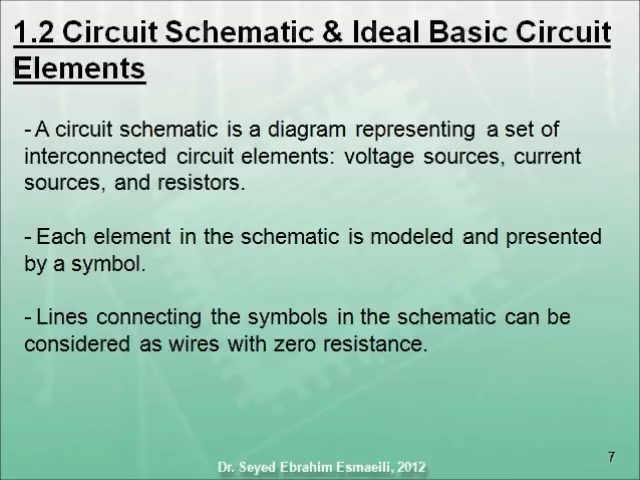 1.2 Circuit Schematic & Ideal Basic Circuit
Elements
- A circuit schematic is a diagram representing a set of
interconnected circuit elements: voltage sources, current
sources, and resistors.
- Each element in the schematic is modeled and presented
by a symbol.
- Lines connecting the symbols in the schematic can be
considered as wires with zero resistance.
7
Dr. Seyed Ebrahim Esmaeili, 2012